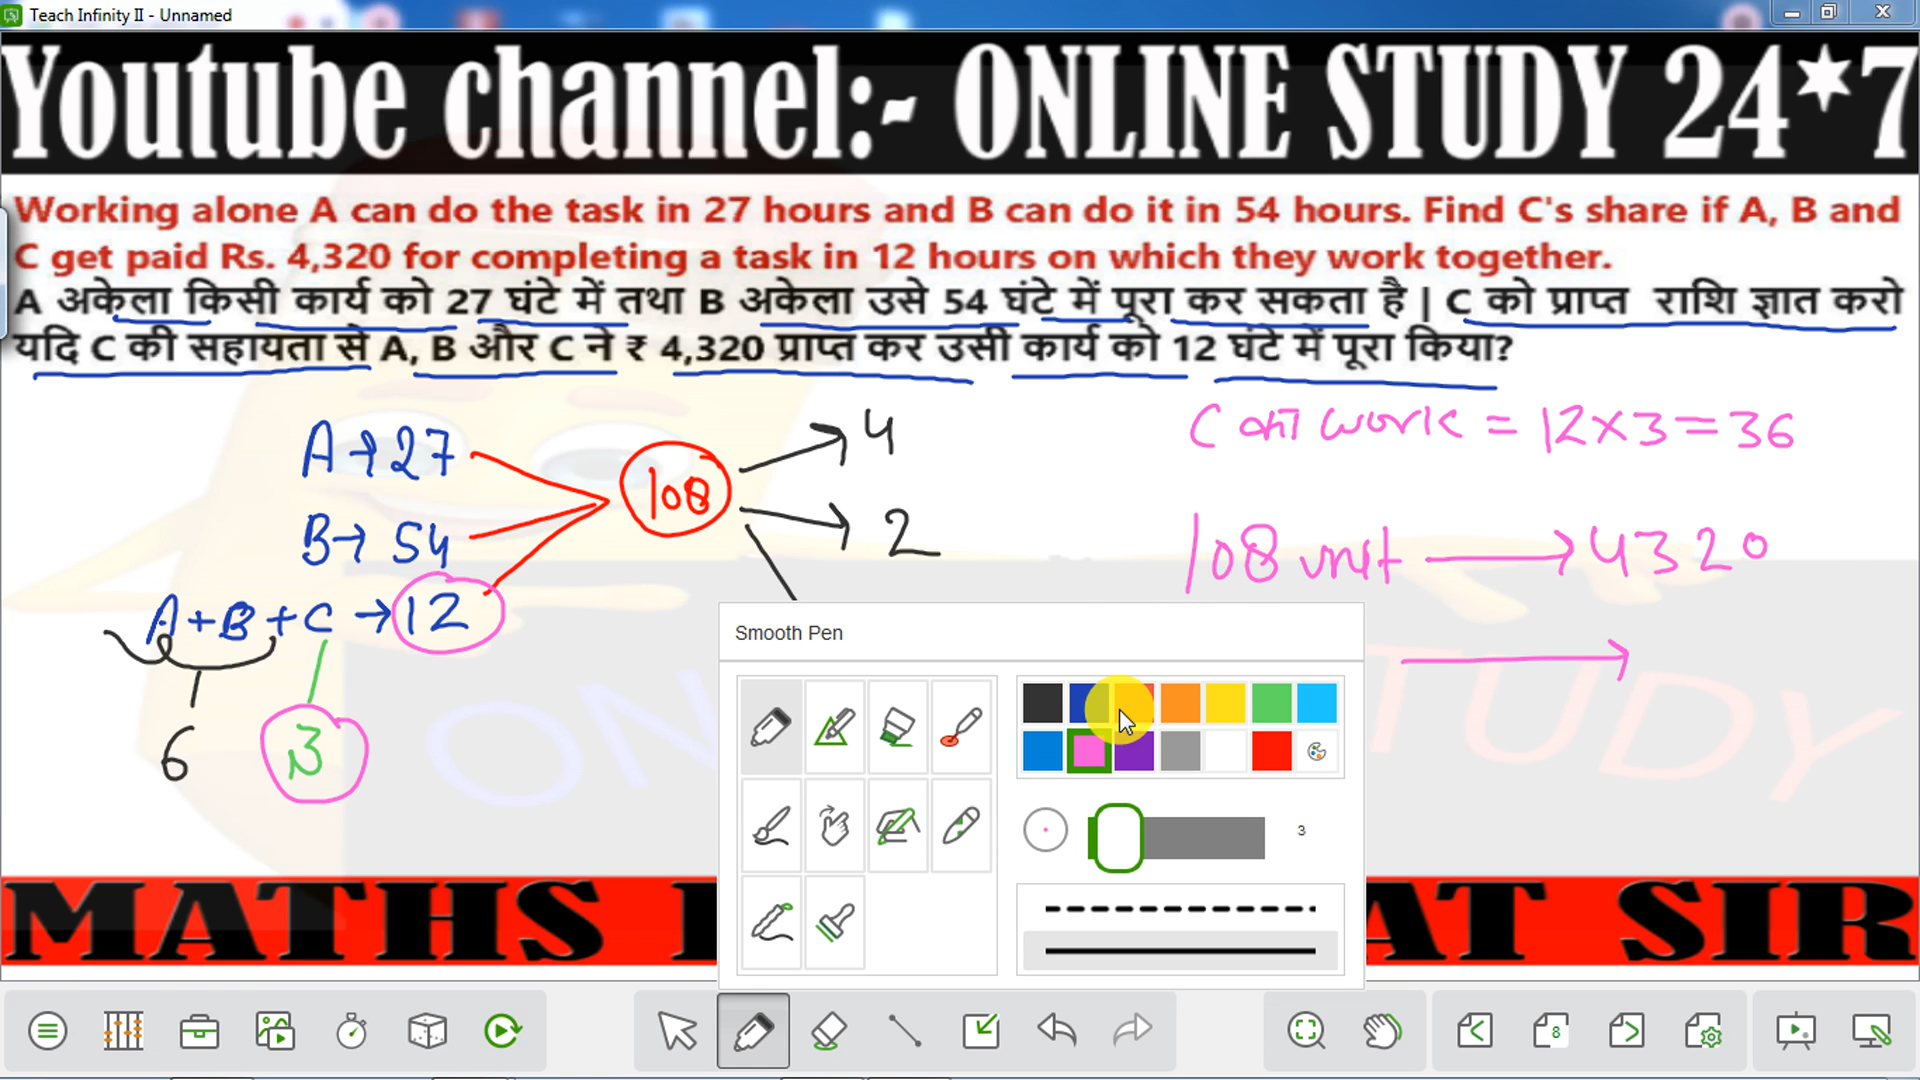 Teach Infinity II - Unnamed
Youtube channel:- ONLINE STUDY 24*7
Working alone A can do the task in 27 hours and B can do it in 54 hours. Find C's share if A, B and
C get paid Rs. 4,320 for completing a task in 12 hours on which they work together.
A अकेला किसी कार्य को 27 घंटे में तथा B अकेला उसे 54 घंटे में पूरा कर सकता है | C को प्राप्त राशि ज्ञात करो
यदि C की सहायता से A, B और C ने ₹ 4,320 प्राप्त कर उसी कार्य को 12 घंटे में पूरा किया?
A→27
B→54
A+B+C→12
6
3
108
4
2
C का work = 12×3=36
108 unit → 4320
Smooth Pen
3
MATHS
AT SIR
8